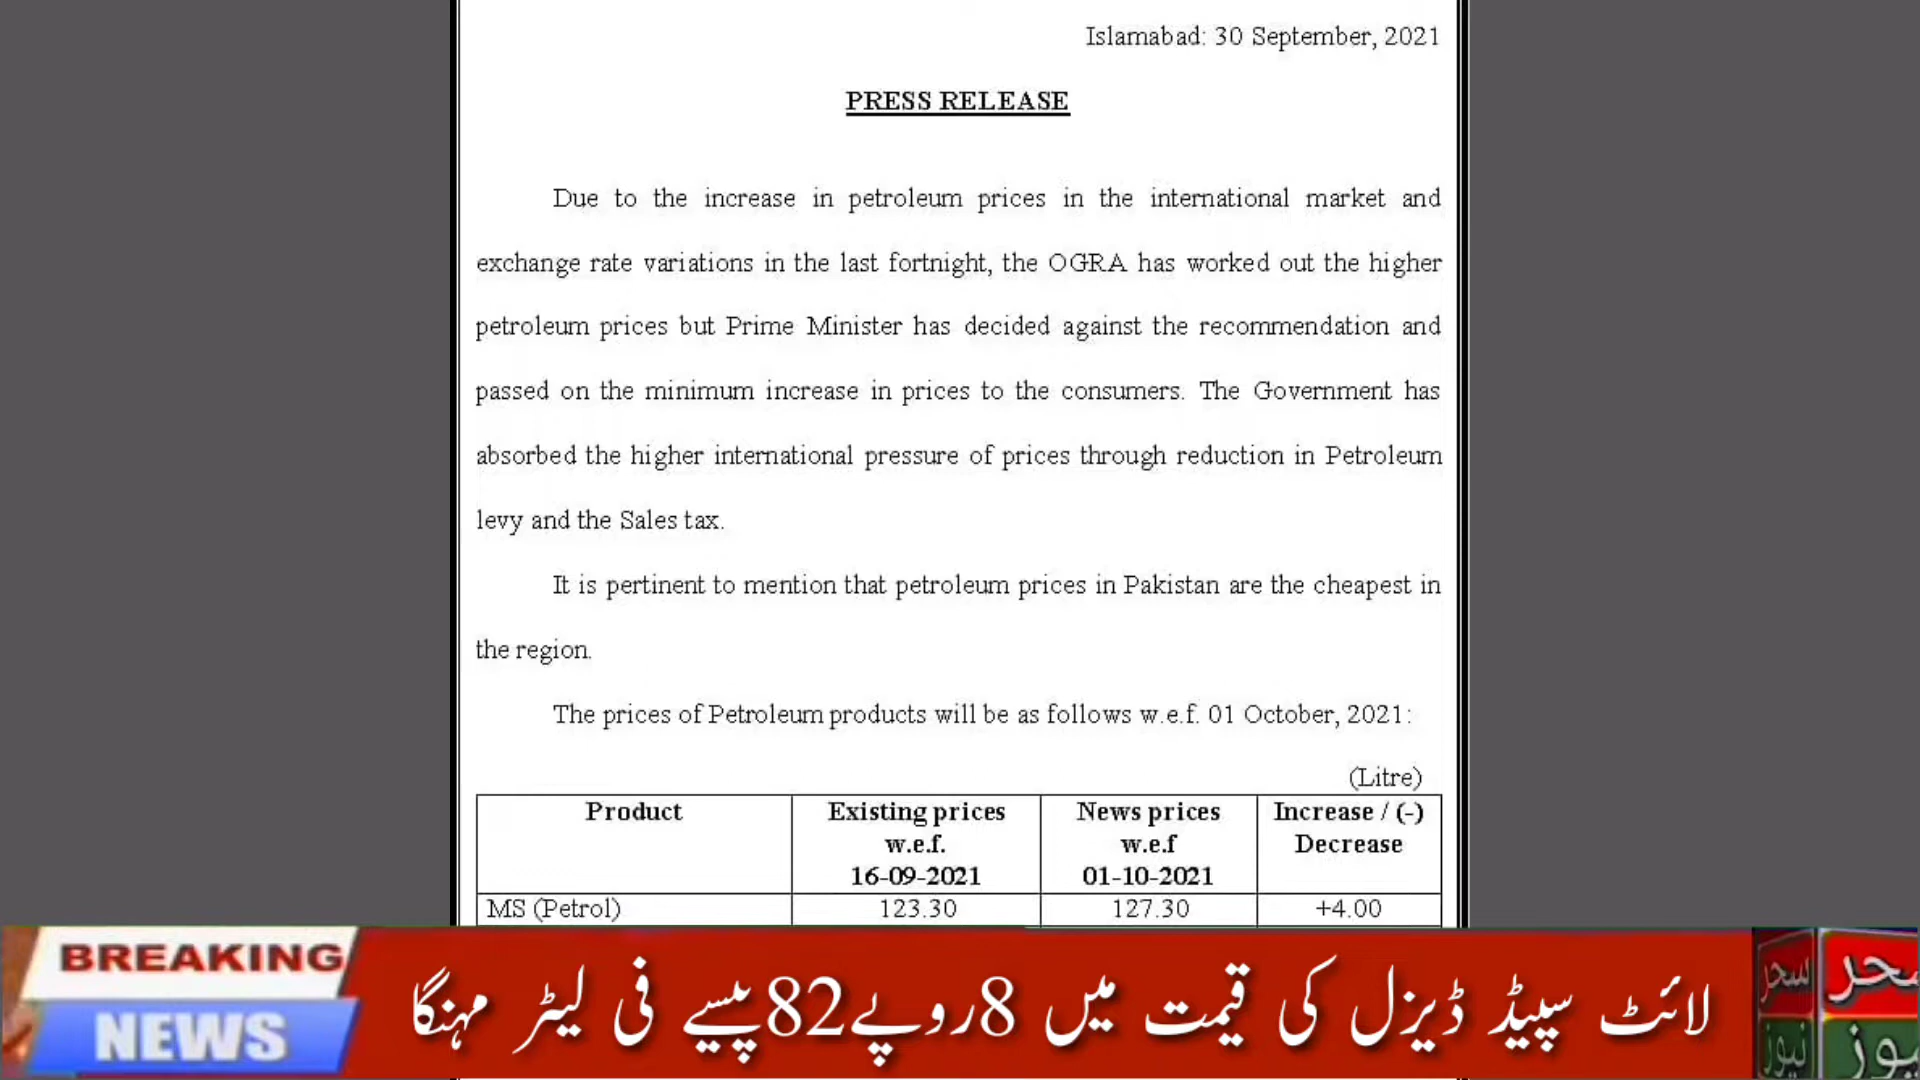 Islamabad: 30 September, 2021
PRESS RELEASE
Due to the increase in petroleum prices in the international market and
exchange rate variations in the last fortnight, the OGRA has worked out the higher
petroleum prices but Prime Minister has decided against the recommendation and
passed on the minimum increase in prices to the consumers. The Government has
absorbed the higher international pressure of prices through reduction in Petroleum
levy and the Sales tax.
It is pertinent to mention that petroleum prices in Pakistan are the cheapest in
the region.
The prices of Petroleum products will be as follows w.e.f. 01 October, 2021:
(Litre)
Product Existing prices w.e.f. 16-09-2021 News prices w.e.f 01-10-2021 Increase / (-) Decrease
MS (Petrol) 123.30 127.30 +4.00
BREAKING
NEWS
لائٹ سپیڈ ڈیزل کی قیمت میں 8روپے82پیسے فی لیٹر مہنگا
سحر سحر
نیوز نیوز